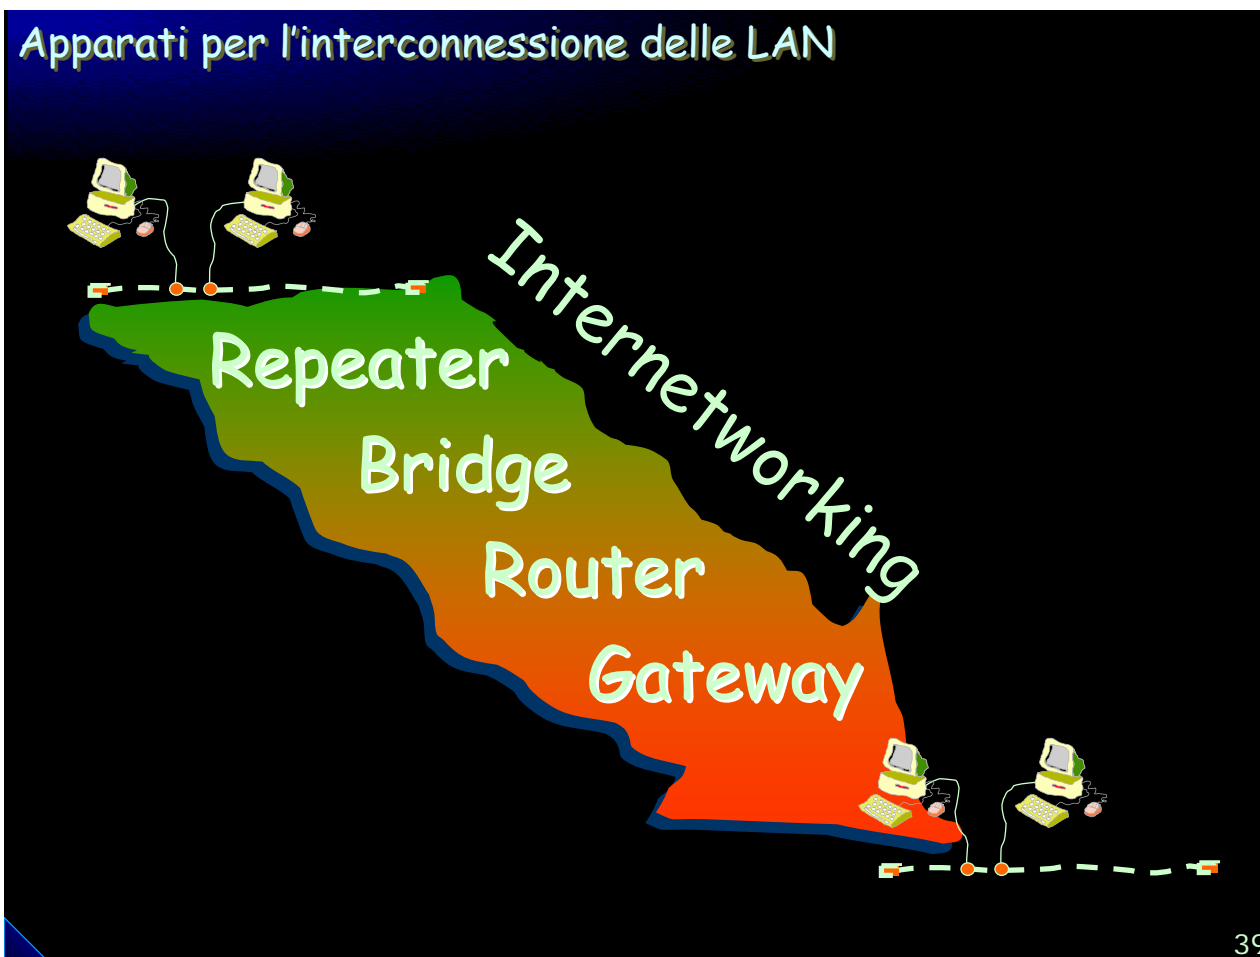 Apparati per l'interconnessione delle LAN
Internetworking
Repeater
Bridge
Router
Gateway
39